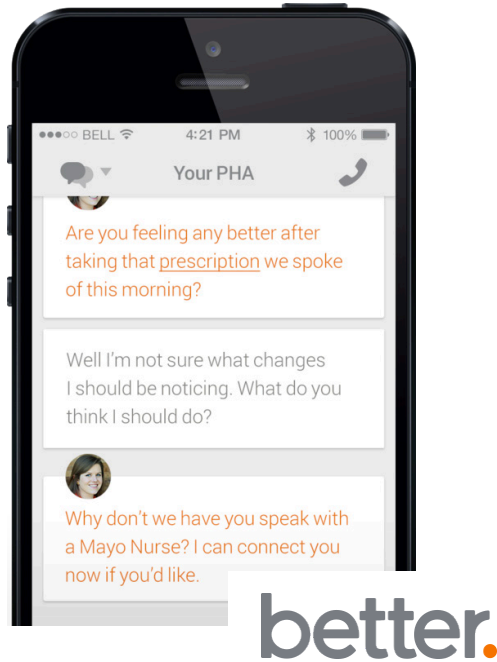 BELL 4:21 PM 100%
Your PHA
Are you feeling any better after
taking that prescription we spoke
of this morning?
Well I'm not sure what changes
I should be noticing. What do you
think I should do?
Why don't we have you speak with
a Mayo Nurse? I can connect you
now if you'd like.
better.